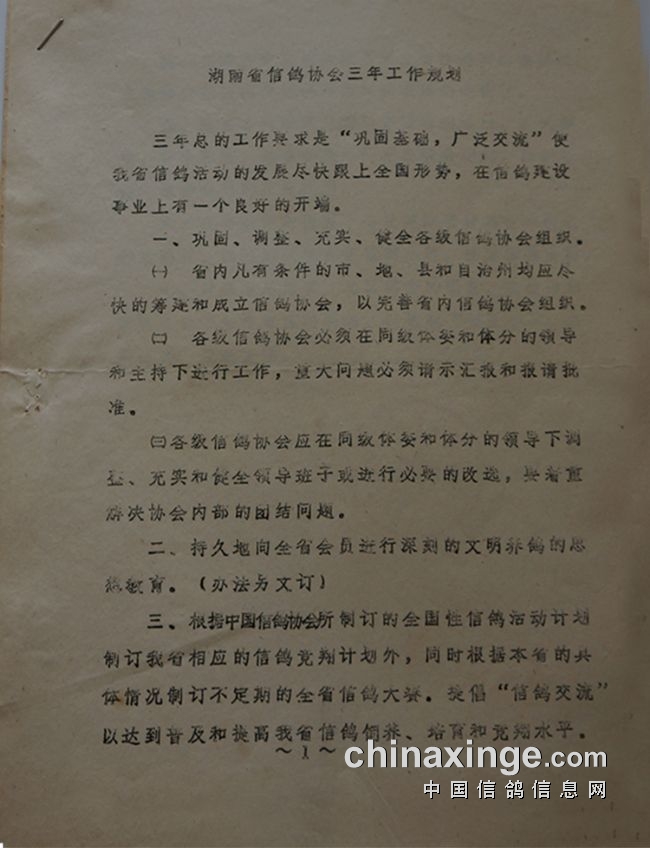 湖南省信鸽协会三年工作规划
三年总的工作要求是“巩固基础，广泛交流”使
我省信鸽活动的发展尽快跟上全国形势，在信鸽建设
事业上有一个良好的开端。
一、巩固、调整、充实、健全各级信鸽协会组织。
㈠ 省内凡有条件的市、地、县和自治州均应尽
快的筹建和成立信鸽协会，以完善省内信鸽协会组织。
㈡ 各级信鸽协会必须在同级体委和体分的领导
和主持下进行工作，重大问题必须请示汇报和报请批
准。
㈢各级信鸽协会应在同级体委和体分的领导下调
整、充实和健全领导班子或进行必要的改选，要着重
解决协会内部的团结问题。
二、持久地向全省会员进行深刻的文明养鸽的思
想教育。（办法另文订）
三、根据中国信鸽协会所制订的全国性信鸽活动计划
制订我省相应的信鸽竞翔计划外，同时根据本省的具
体情况制订不定期的全省信鸽大赛。提倡“信鸽交流”
以达到普及和提高我省信鸽饲养、培育和竞翔水平。
～1～
chinaxinge.com
中国信鸽信息网